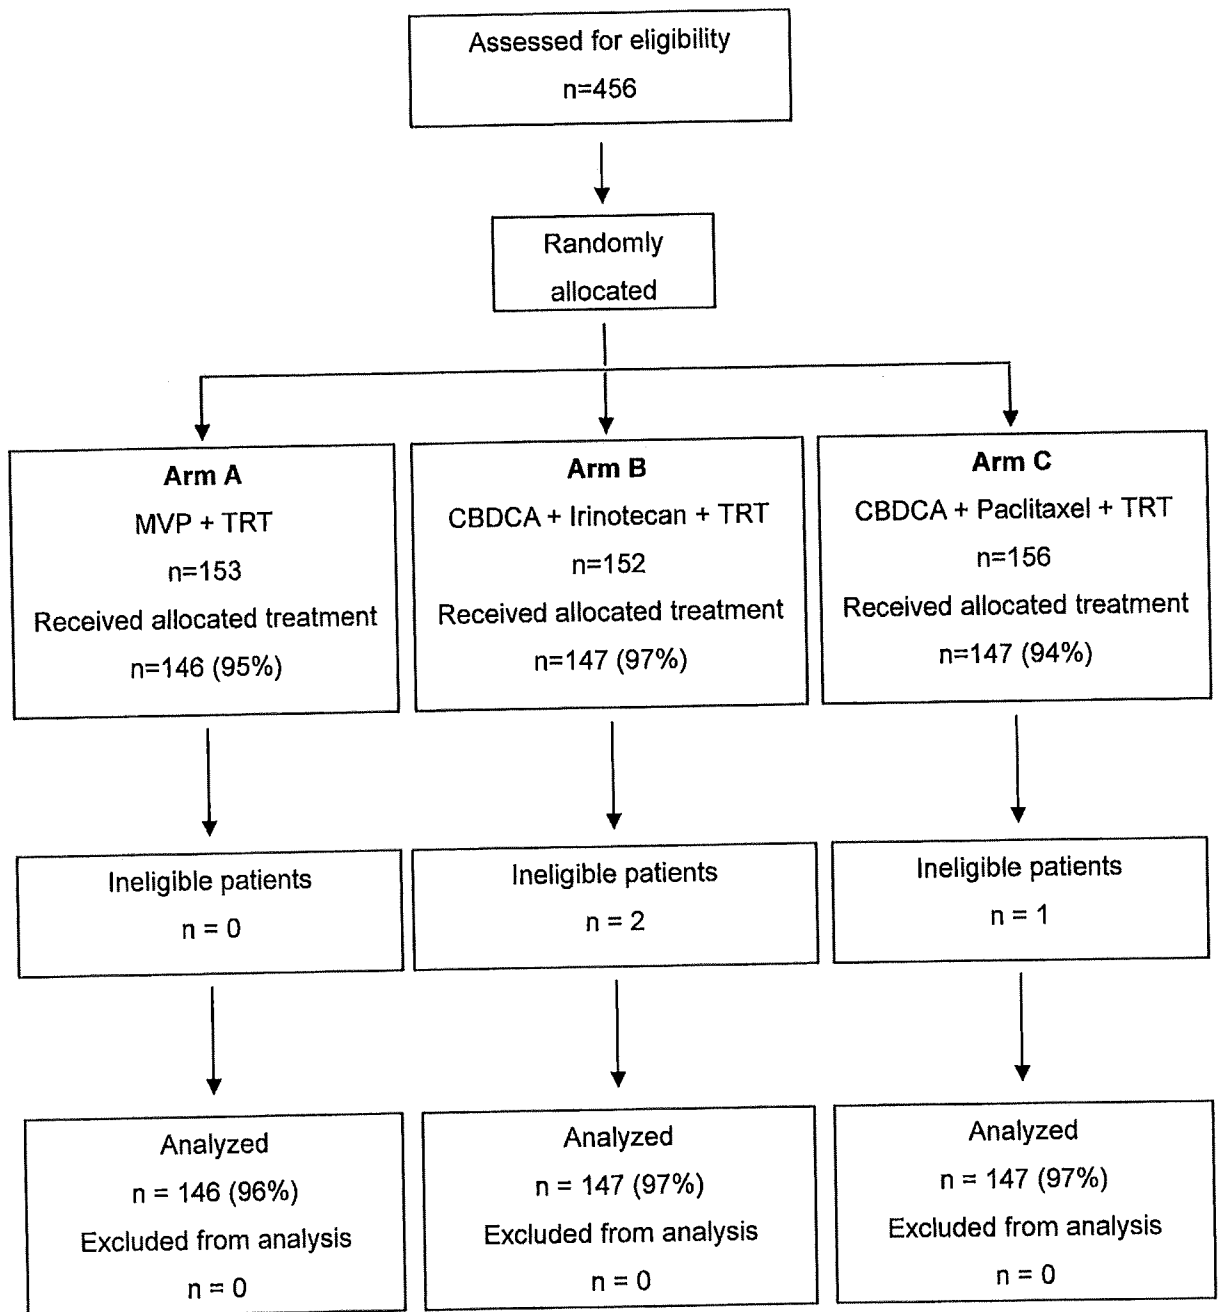 Assessed for eligibility
n=456
Randomly
allocated
Arm A
MVP + TRT
n=153
Received allocated treatment
n=146 (95%)
Arm B
CBDCA + Irinotecan + TRT
n=152
Received allocated treatment
n=147 (97%)
Arm C
CBDCA + Paclitaxel + TRT
n=156
Received allocated treatment
n=147 (94%)
Ineligible patients
n = 0
Ineligible patients
n = 2
Ineligible patients
n = 1
Analyzed
n = 146 (96%)
Excluded from analysis
n = 0
Analyzed
n = 147 (97%)
Excluded from analysis
n = 0
Analyzed
n = 147 (97%)
Excluded from analysis
n = 0